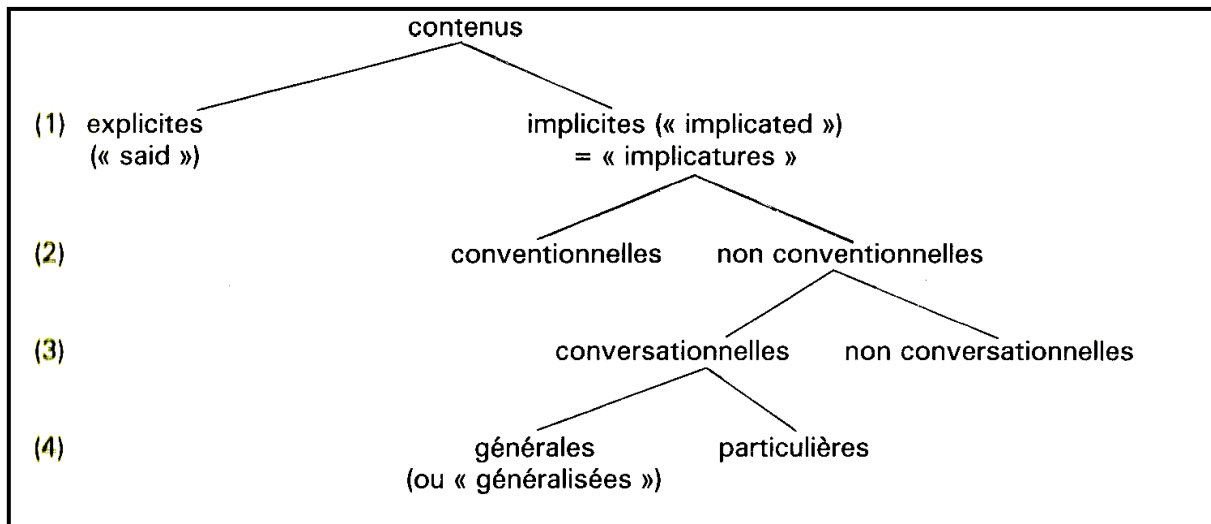 contenus
(1) explicites implicites (« implicated »)
(« said ») = « implicatures »
(2) conventionnelles non conventionnelles
(3) conversationnelles non conversationnelles
(4) générales particulières
(ou « généralisées »)